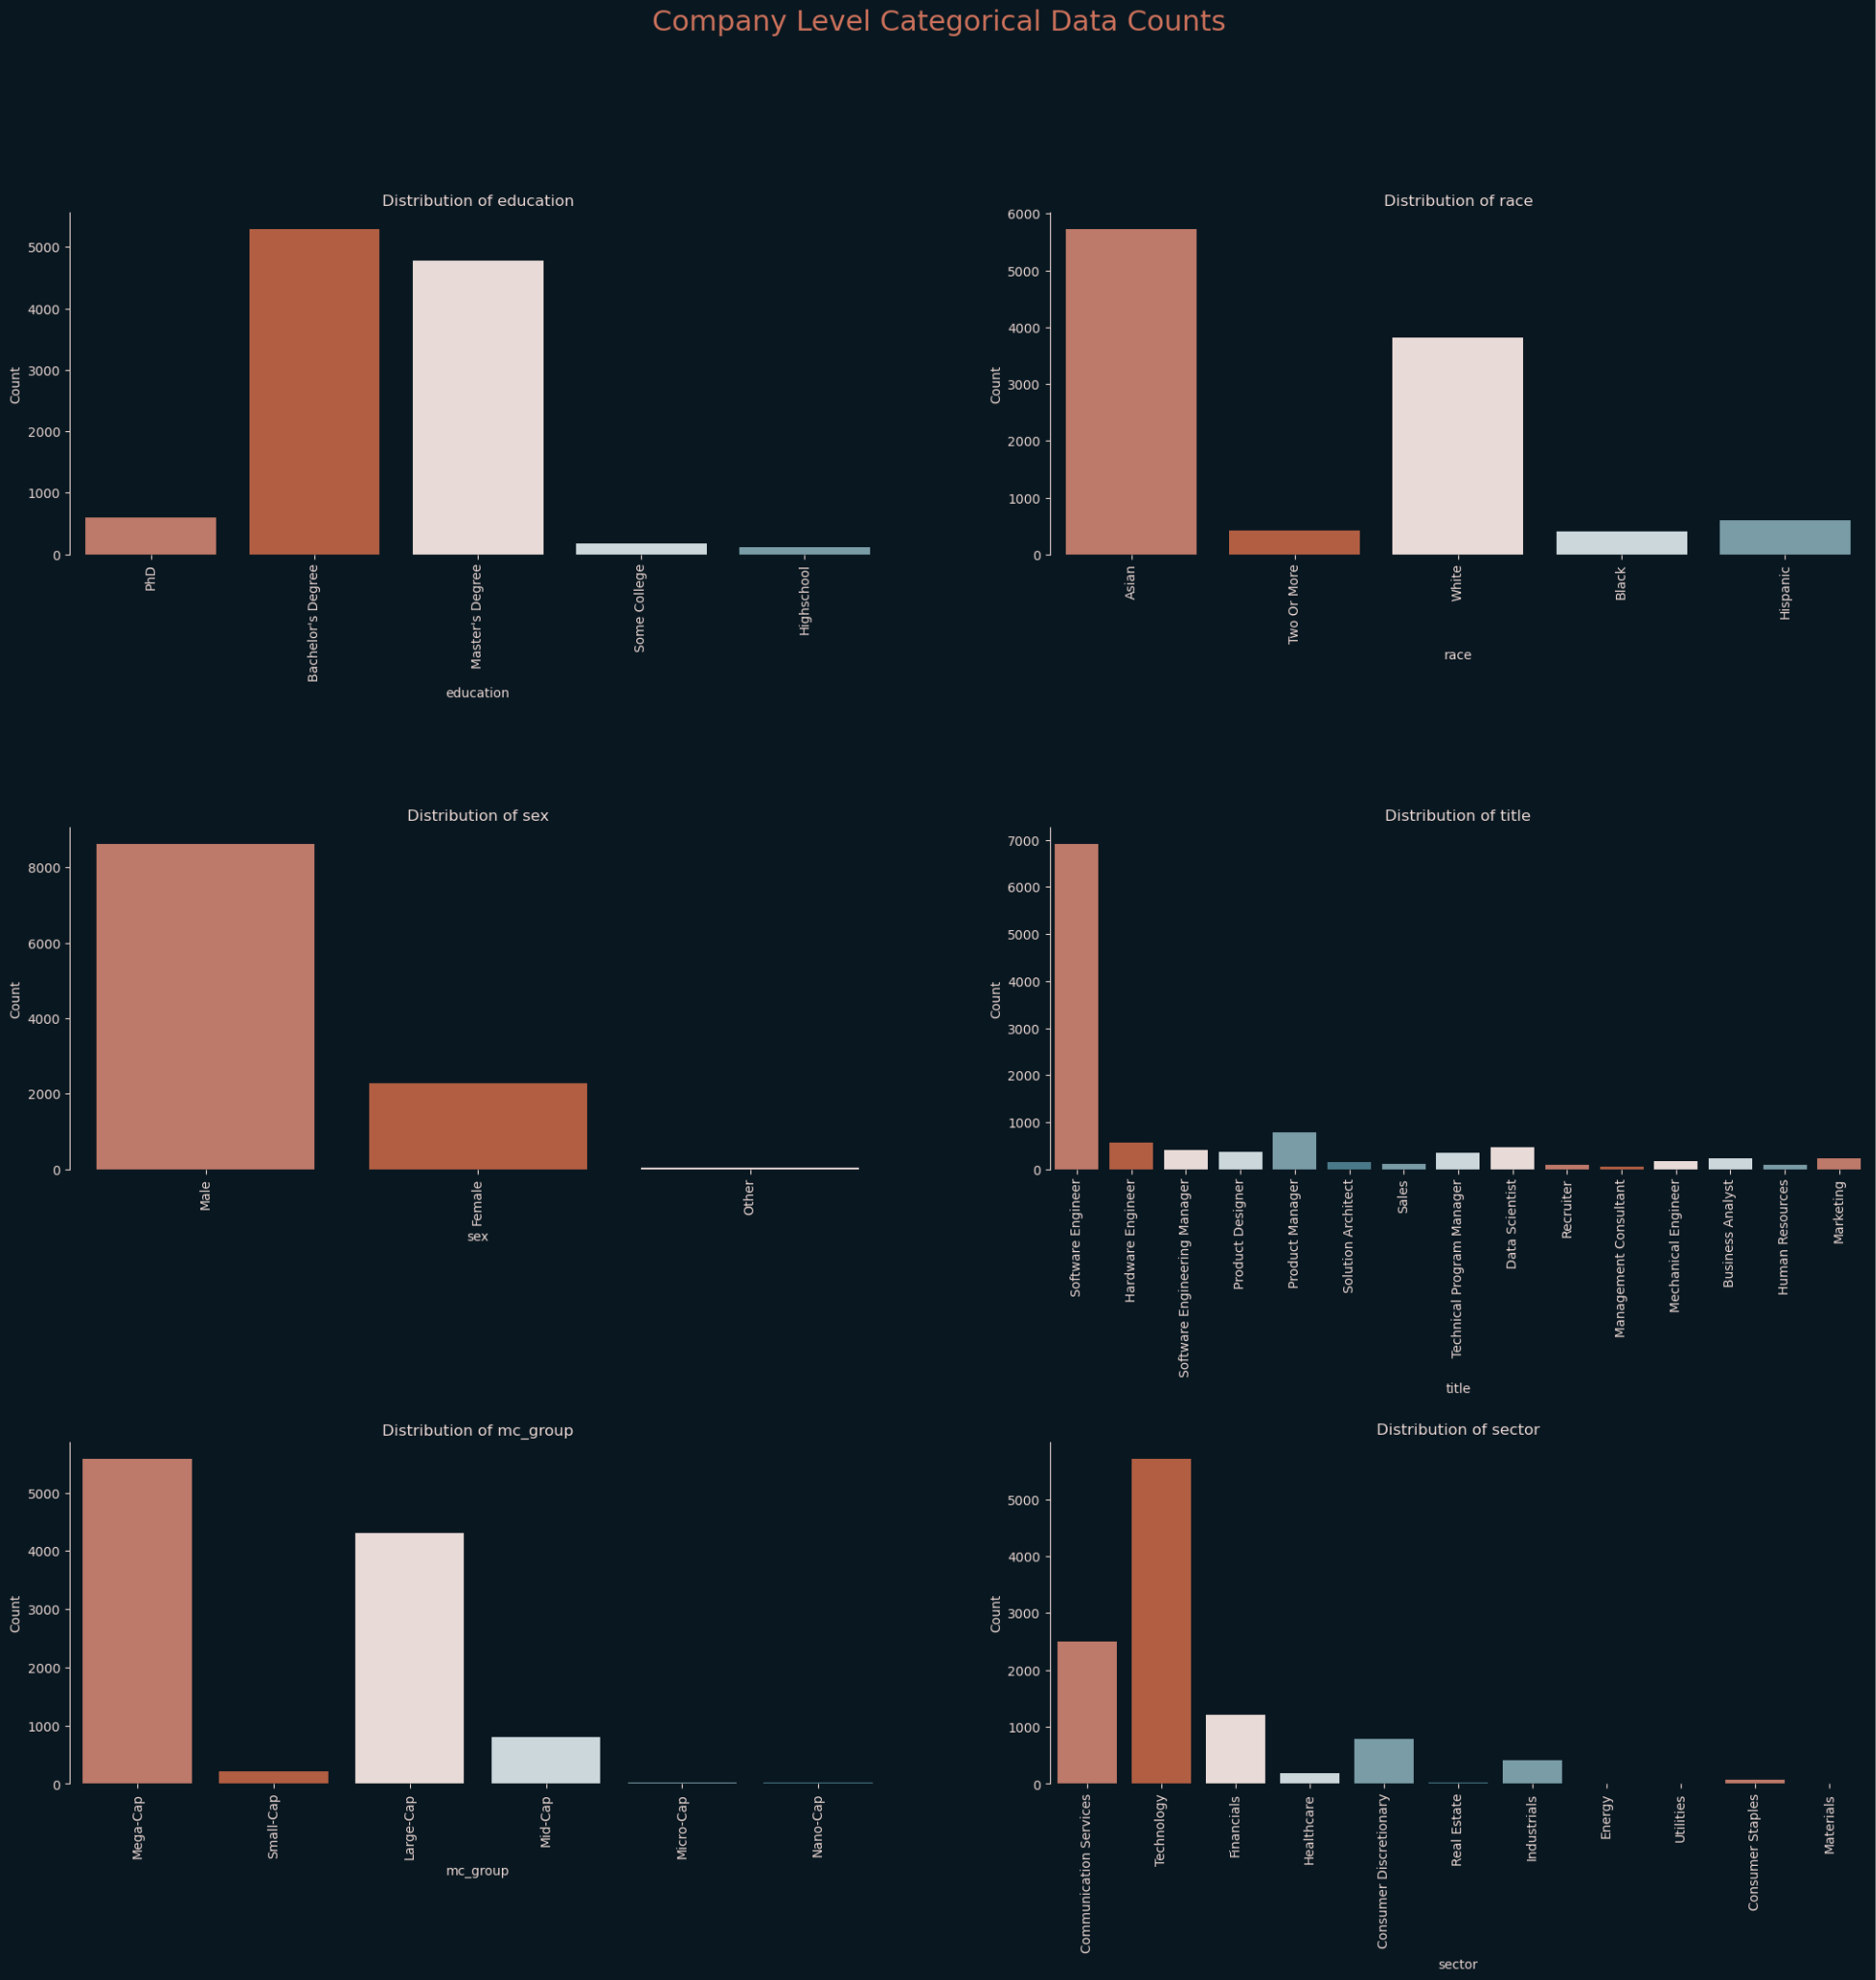 Company Level Categorical Data Counts
Distribution of education
Count
5000
4000
3000
2000
1000
0
PhD
Bachelor's Degree
Master's Degree
Some College
Highschool
education
Distribution of race
Count
6000
5000
4000
3000
2000
1000
0
Asian
Two Or More
White
Black
Hispanic
race
Distribution of sex
Count
8000
6000
4000
2000
0
Male
Female
Other
sex
Distribution of title
Count
7000
6000
5000
4000
3000
2000
1000
0
Software Engineer
Hardware Engineer
Software Engineering Manager
Product Designer
Product Manager
Solution Architect
Sales
Technical Program Manager
Data Scientist
Recruiter
Management Consultant
Mechanical Engineer
Business Analyst
Human Resources
Marketing
title
Distribution of mc_group
Count
5000
4000
3000
2000
1000
0
Mega-Cap
Small-Cap
Large-Cap
Mid-Cap
Micro-Cap
Nano-Cap
mc_group
Distribution of sector
Count
5000
4000
3000
2000
1000
0
Communication Services
Technology
Financials
Healthcare
Consumer Discretionary
Real Estate
Industrials
Energy
Utilities
Consumer Staples
Materials
sector